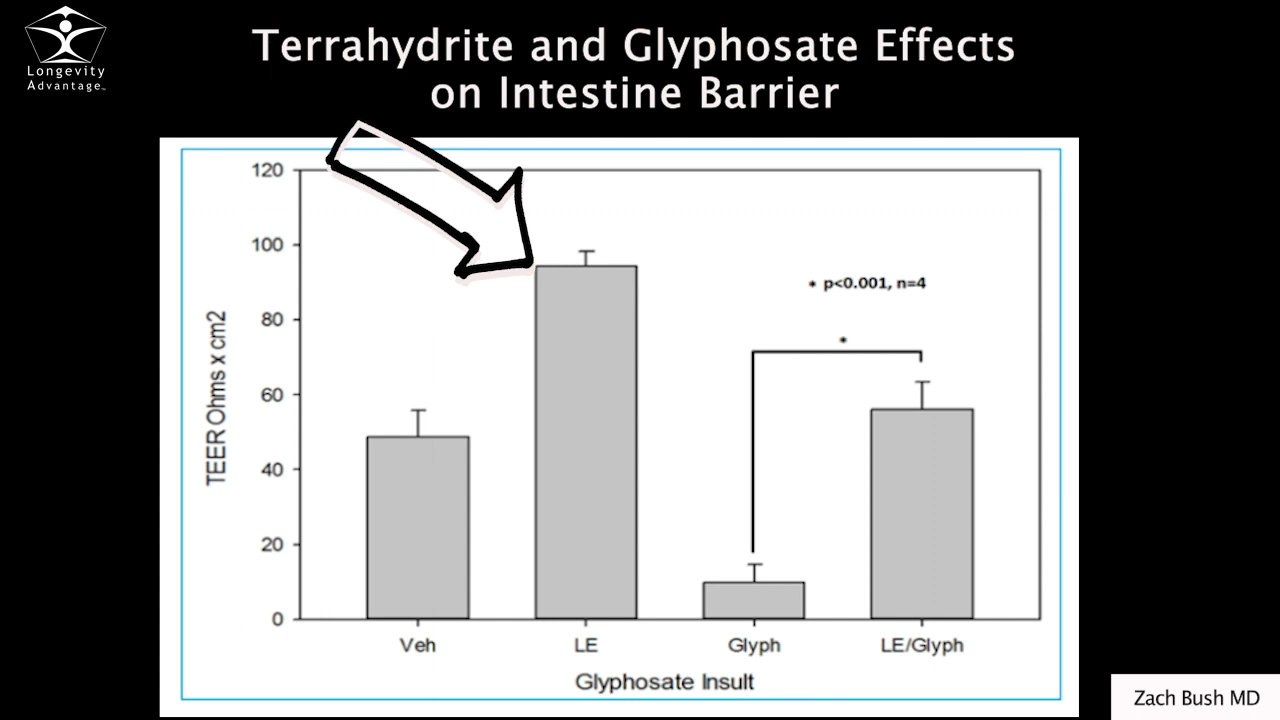 Longevity
Advantage™
Terrahydrite and Glyphosate Effects
on Intestine Barrier
120
100
80
60
40
20
0
TEER Ohms x cm2
* p<0.001, n=4
*
Veh
LE
Glyph
LE/Glyph
Glyphosate Insult
Zach Bush MD